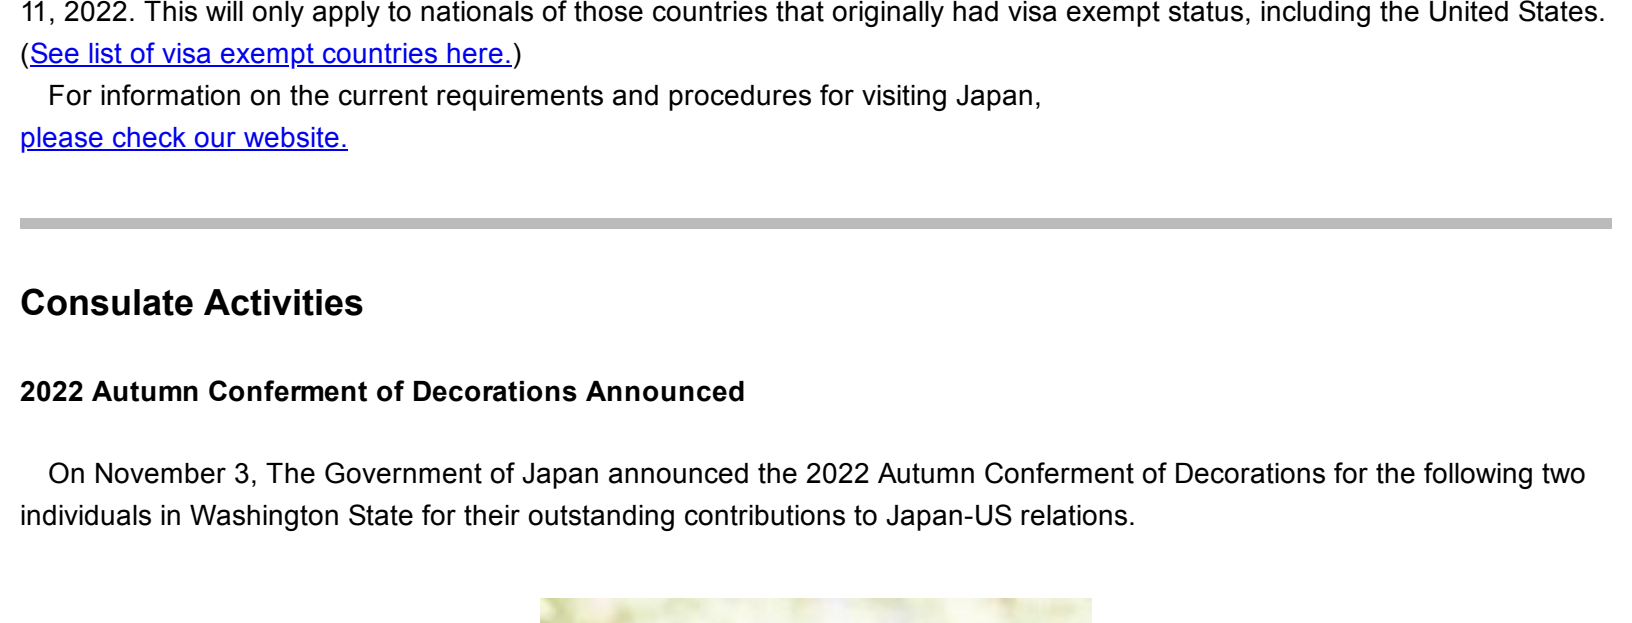 11, 2022. This will only apply to nationals of those countries that originally had visa exempt status, including the United States.
(See list of visa exempt countries here.)
For information on the current requirements and procedures for visiting Japan,
please check our website.
Consulate Activities
2022 Autumn Conferment of Decorations Announced
On November 3, The Government of Japan announced the 2022 Autumn Conferment of Decorations for the following two
individuals in Washington State for their outstanding contributions to Japan-US relations.